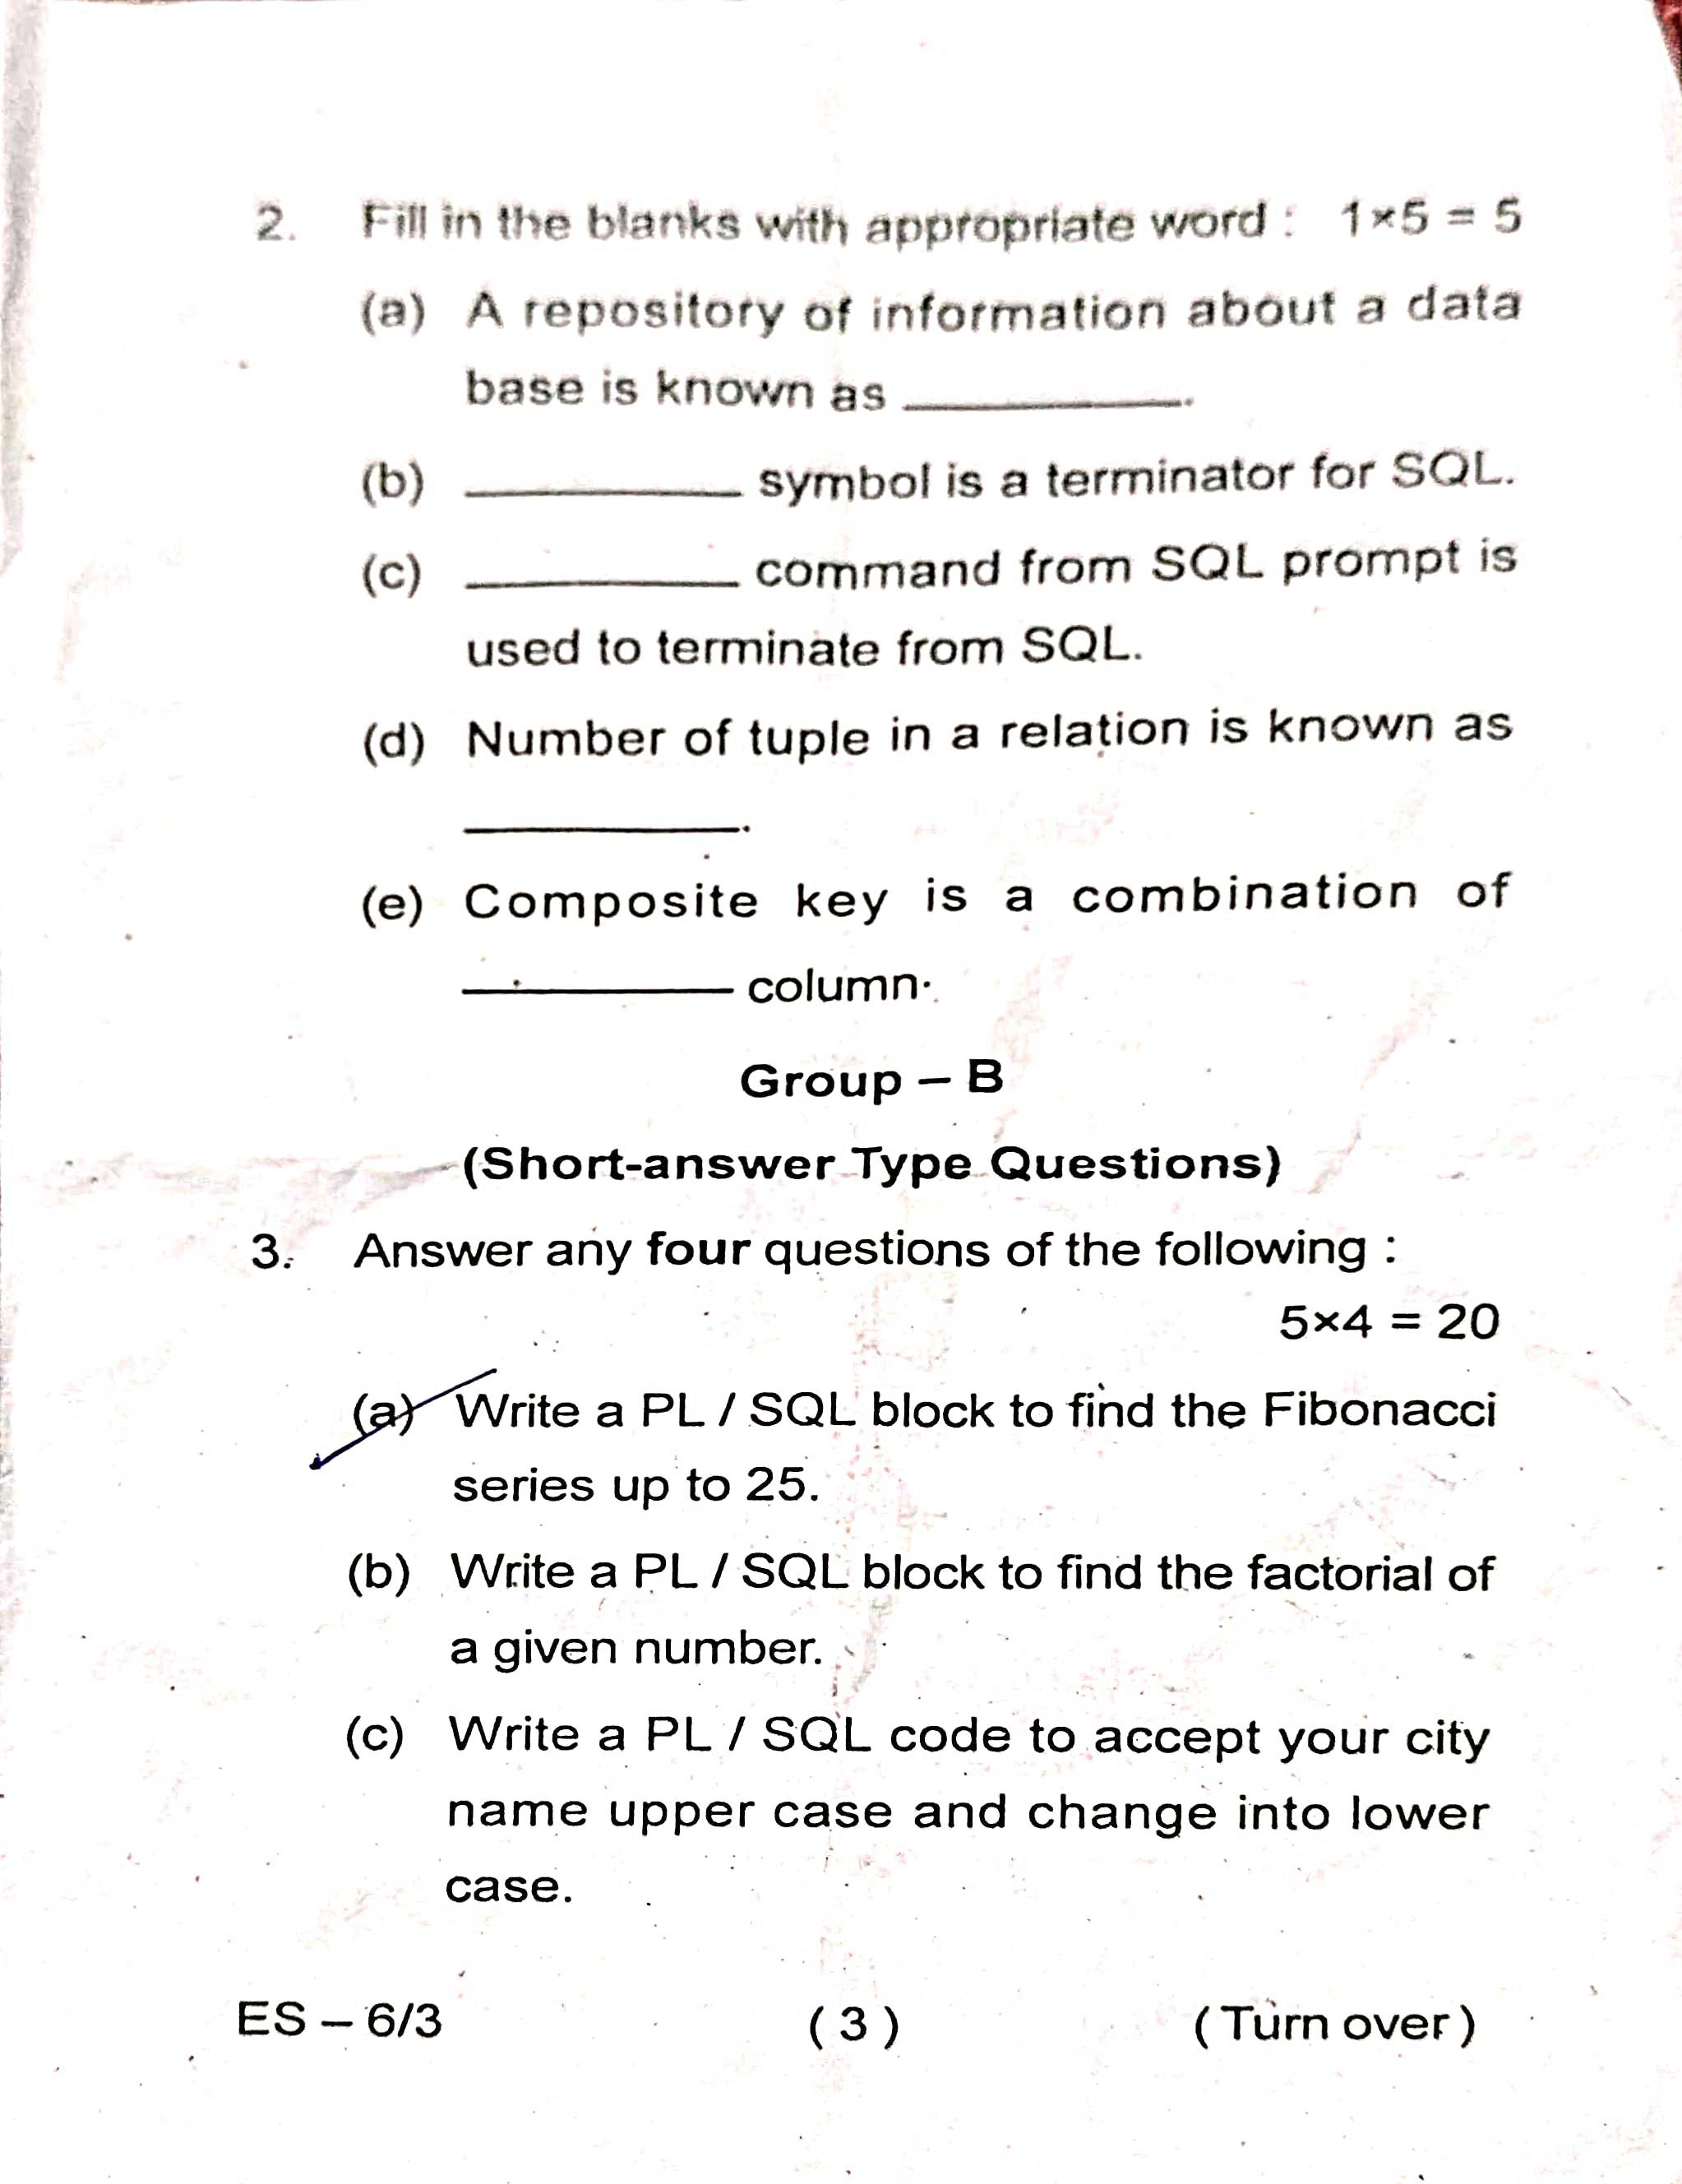 2. Fill in the blanks with appropriate word : 1×5 = 5
(a) A repository of information about a data
base is known as ________.
(b) ________ symbol is a terminator for SQL.
(c) ________ command from SQL prompt is
used to terminate from SQL.
(d) Number of tuple in a relation is known as
________.
(e) Composite key is a combination of
________ column.
Group – B
(Short-answer Type Questions)
3. Answer any four questions of the following :
5×4 = 20
(a) Write a PL / SQL block to find the Fibonacci
series up to 25.
(b) Write a PL / SQL block to find the factorial of
a given number.
(c) Write a PL / SQL code to accept your city
name upper case and change into lower
case.
ES – 6/3 ( 3 ) ( Turn over )